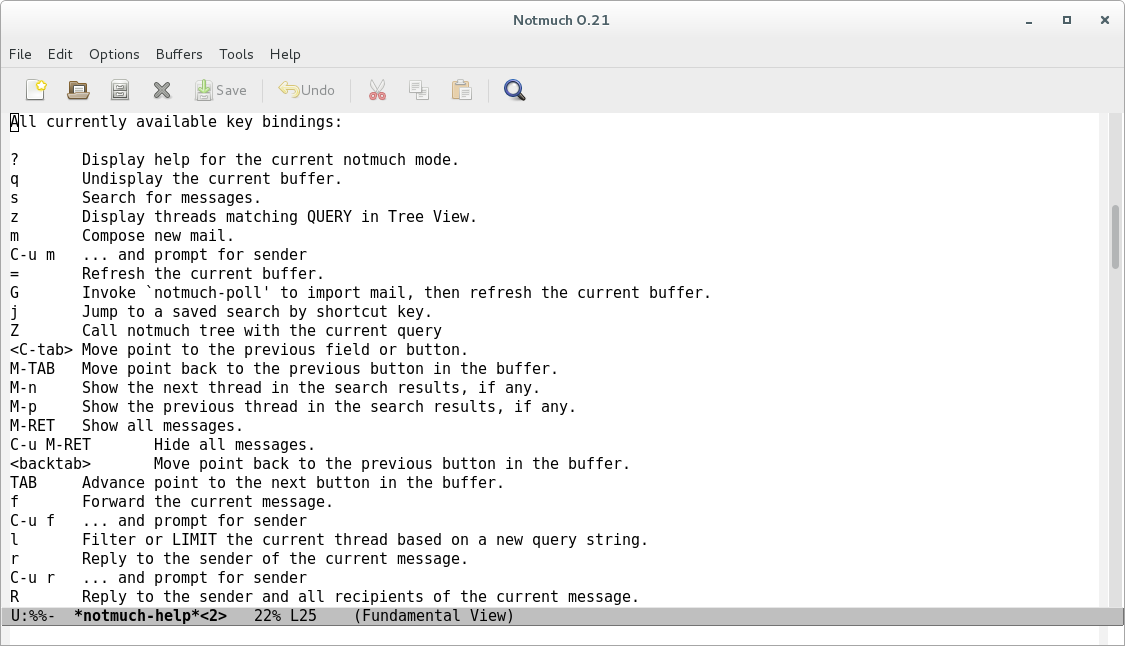 Notmuch 0.21
File Edit Options Buffers Tools Help
Save Undo
All currently available key bindings:
? Display help for the current notmuch mode.
q Undisplay the current buffer.
s Search for messages.
z Display threads matching QUERY in Tree View.
m Compose new mail.
C-u m ... and prompt for sender
= Refresh the current buffer.
G Invoke `notmuch-poll' to import mail, then refresh the current buffer.
j Jump to a saved search by shortcut key.
Z Call notmuch tree with the current query
<C-tab> Move point to the previous field or button.
M-TAB Move point back to the previous button in the buffer.
M-n Show the next thread in the search results, if any.
M-p Show the previous thread in the search results, if any.
M-RET Show all messages.
C-u M-RET Hide all messages.
<backtab> Move point back to the previous button in the buffer.
TAB Advance point to the next button in the buffer.
f Forward the current message.
C-u f ... and prompt for sender
l Filter or LIMIT the current thread based on a new query string.
r Reply to the sender of the current message.
C-u r ... and prompt for sender
R Reply to the sender and all recipients of the current message.
U:%%- *notmuch-help*<2> 22% L25 (Fundamental View)